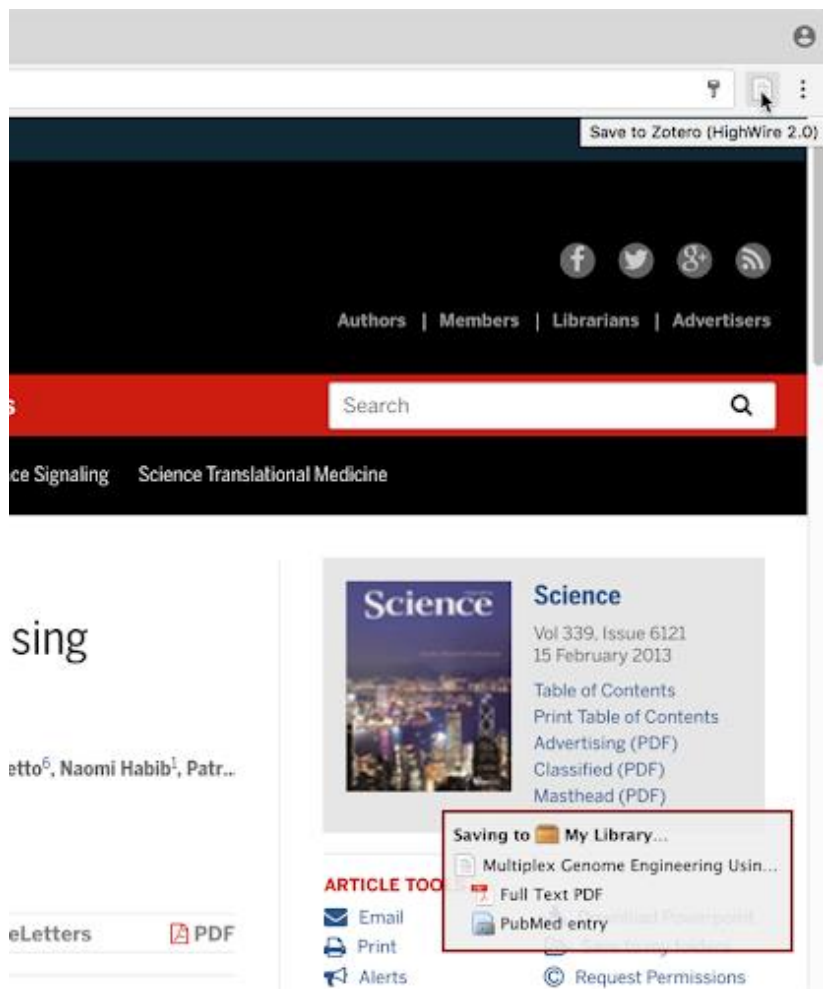 Save to Zotero (HighWire 2.0)
Authors | Members | Librarians | Advertisers
S
Search
ce Signaling Science Translational Medicine
sing
etto6, Naomi Habib1, Patr...
Science
Science
Vol 339, Issue 6121
15 February 2013
Table of Contents
Print Table of Contents
Advertising (PDF)
Classified (PDF)
Masthead (PDF)
Saving to My Library...
Multiplex Genome Engineering Usin...
Full Text PDF
PubMed entry
ARTICLE TOO
Email
Download Powerpoint
Print
Alerts
Request Permissions
eLetters
PDF